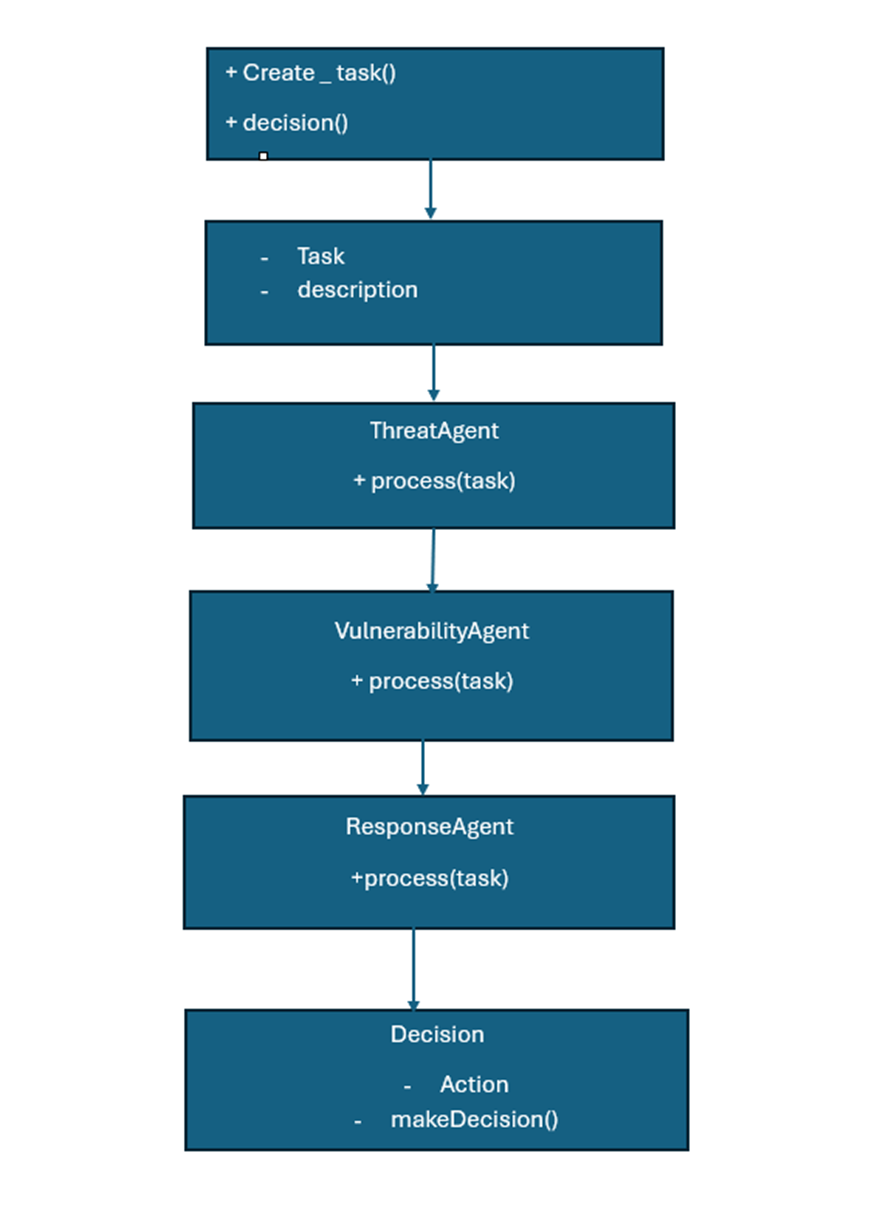 + Create _ task()
+ decision()
- Task
- description
ThreatAgent
+ process(task)
VulnerabilityAgent
+ process(task)
ResponseAgent
+process(task)
Decision
- Action
- makeDecision()